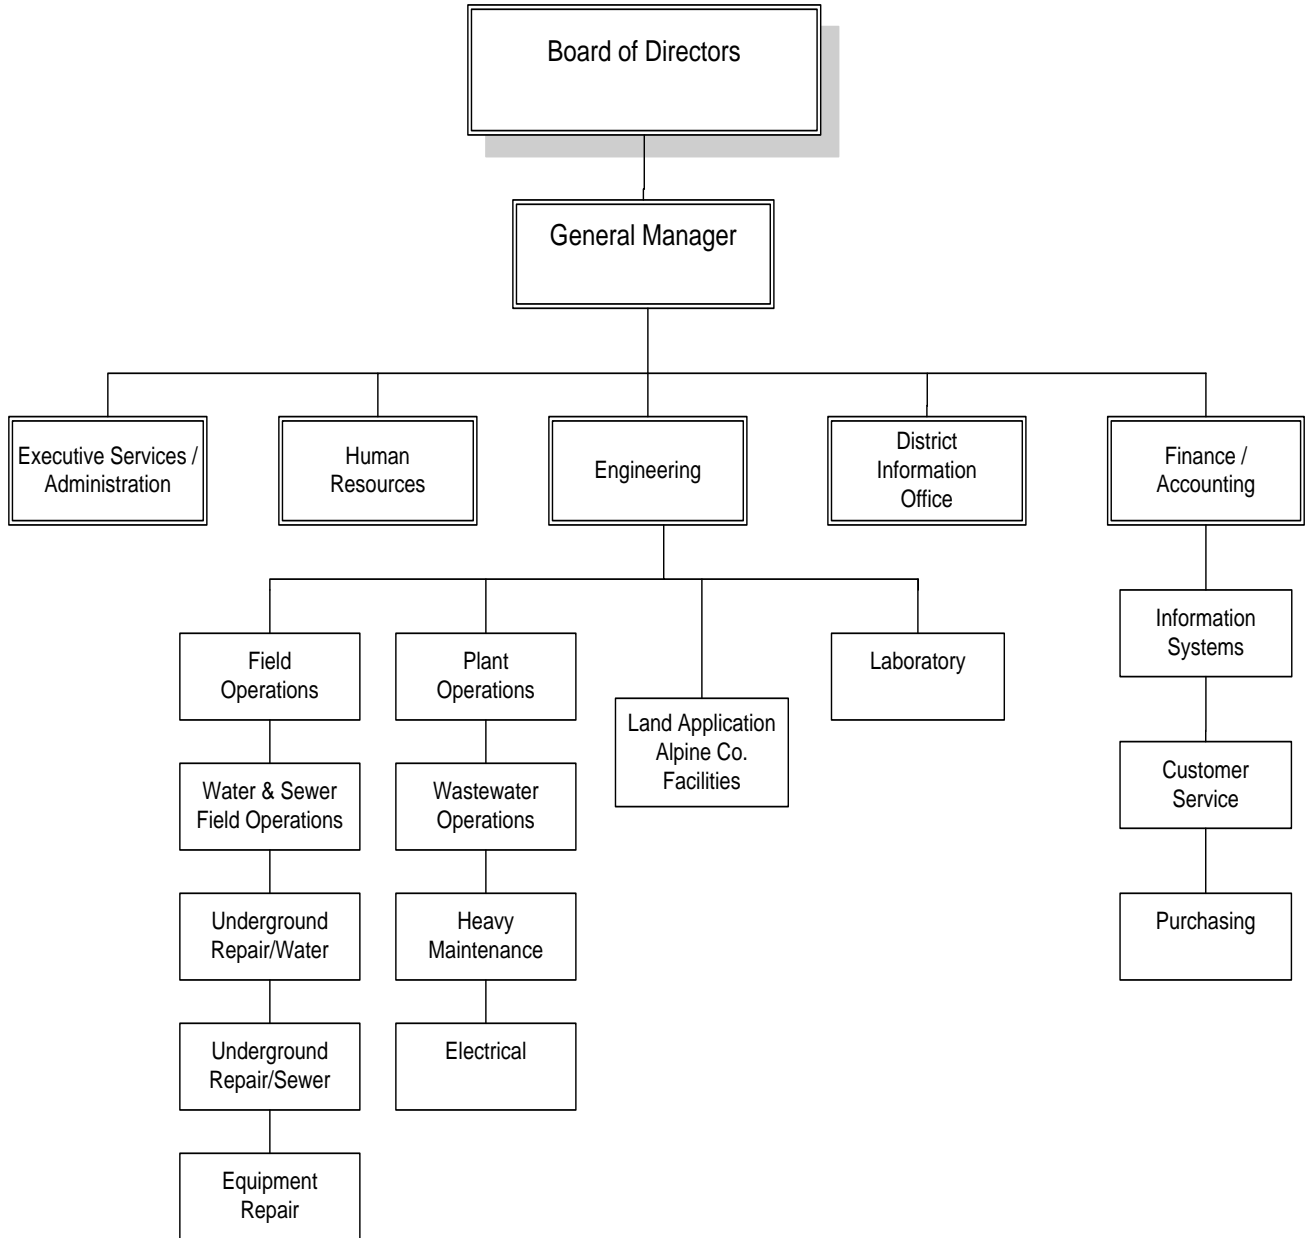 Board of Directors
General Manager
Executive Services /
Administration
Human
Resources
Engineering
District
Information
Office
Finance /
Accounting
Field
Operations
Plant
Operations
Land Application
Alpine Co.
Facilities
Laboratory
Information
Systems
Water & Sewer
Field Operations
Wastewater
Operations
Customer
Service
Underground
Repair/Water
Heavy
Maintenance
Purchasing
Underground
Repair/Sewer
Electrical
Equipment
Repair